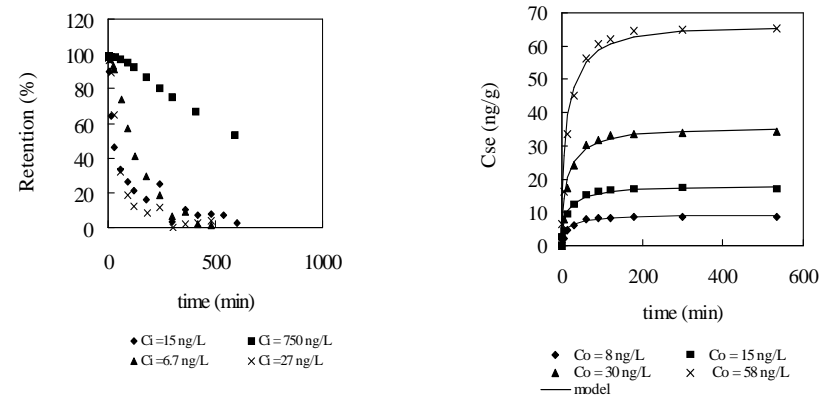 120
100
80
60
40
20
0
Retention (%)
0 500 1000
time (min)
Ci =15 ng/L Ci =750 ng/L
Ci =6.7 ng/L Ci =27 ng/L
70
60
50
40
30
20
10
0
Cse (ng/g)
0 200 400 600
time (min)
Co = 8 ng/L Co = 15 ng/L
Co = 30 ng/L Co = 58 ng/L
model